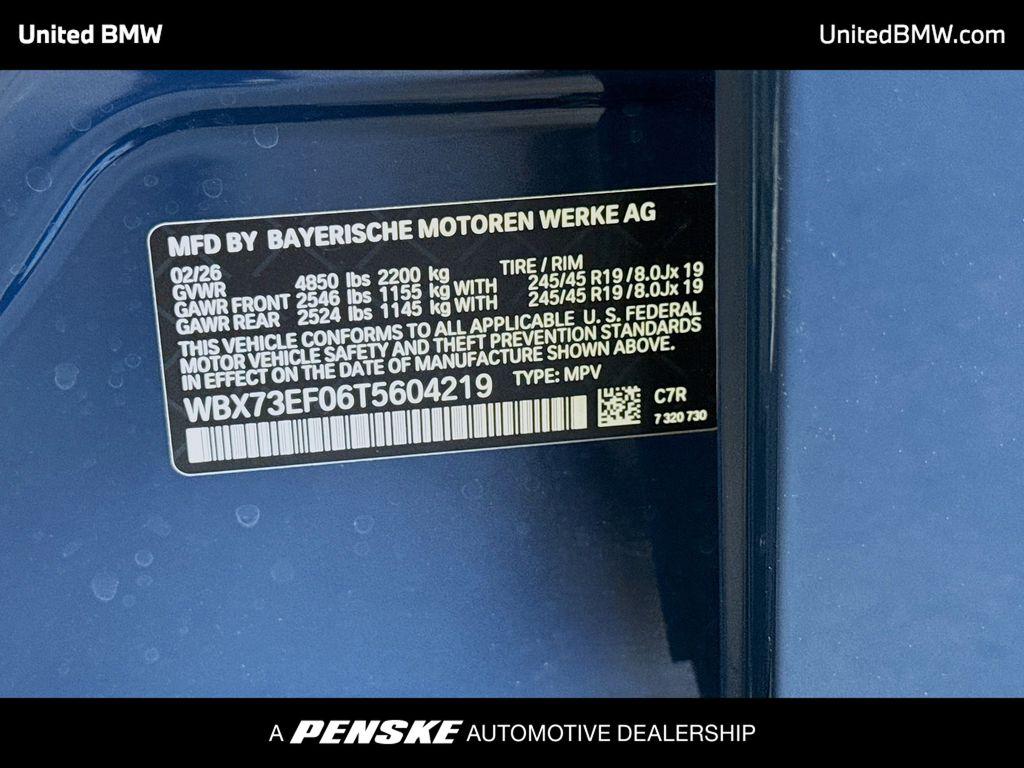 United BMW
UnitedBMW.com
MFD BY BAYERISCHE MOTOREN WERKE AG
02/26
GVWR 4850 lbs 2200 kg TIRE / RIM
GAWR FRONT 2546 lbs 1155 kg WITH 245/45 R19 / 8.0Jx 19
GAWR REAR 2524 lbs 1145 kg WITH 245/45 R19 / 8.0Jx 19
THIS VEHICLE CONFORMS TO ALL APPLICABLE U. S. FEDERAL
MOTOR VEHICLE SAFETY AND THEFT PREVENTION STANDARDS
IN EFFECT ON THE DATE OF MANUFACTURE SHOWN ABOVE.
WBX73EF06T5604219 TYPE: MPV
C7R
7 320 730
A PENSKE AUTOMOTIVE DEALERSHIP